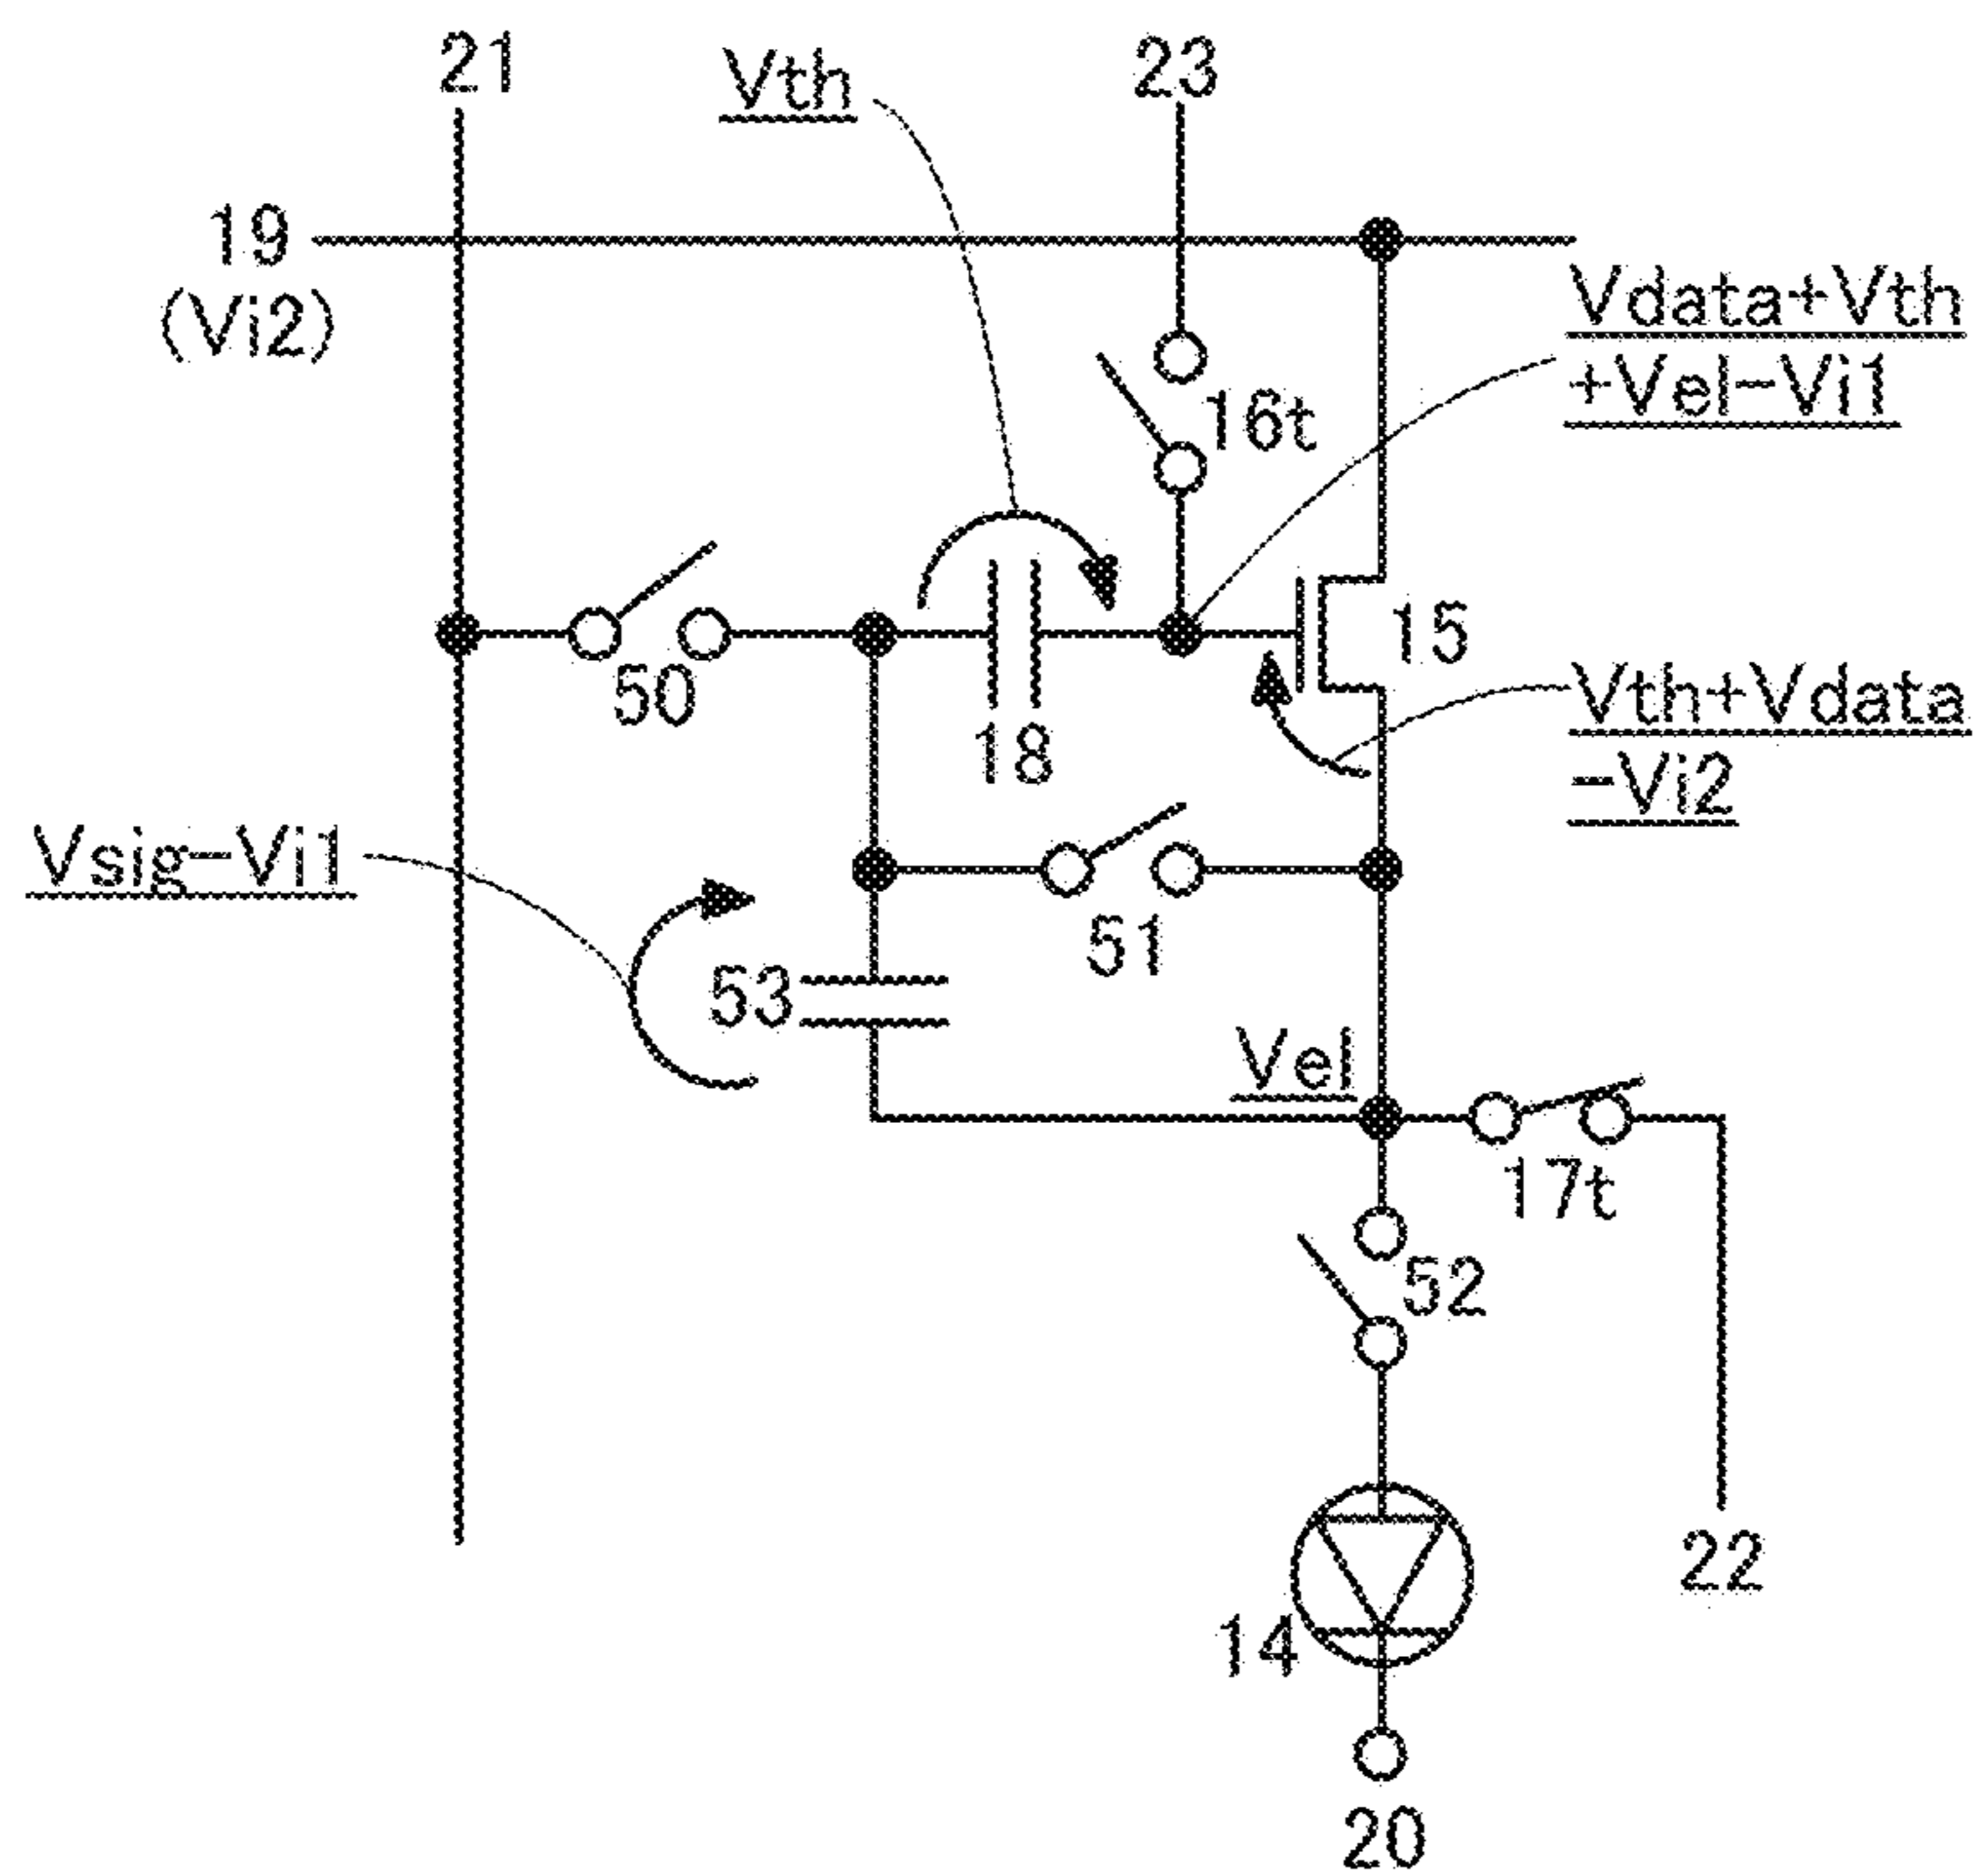 21
Vth
23
19
(Vi2)
Vdata+Vth
+Vel-Vi1
16t
15
50
18
Vth+Vdata
-Vi2
Vsig-Vi1
51
53
Vel
17t
52
22
14
20